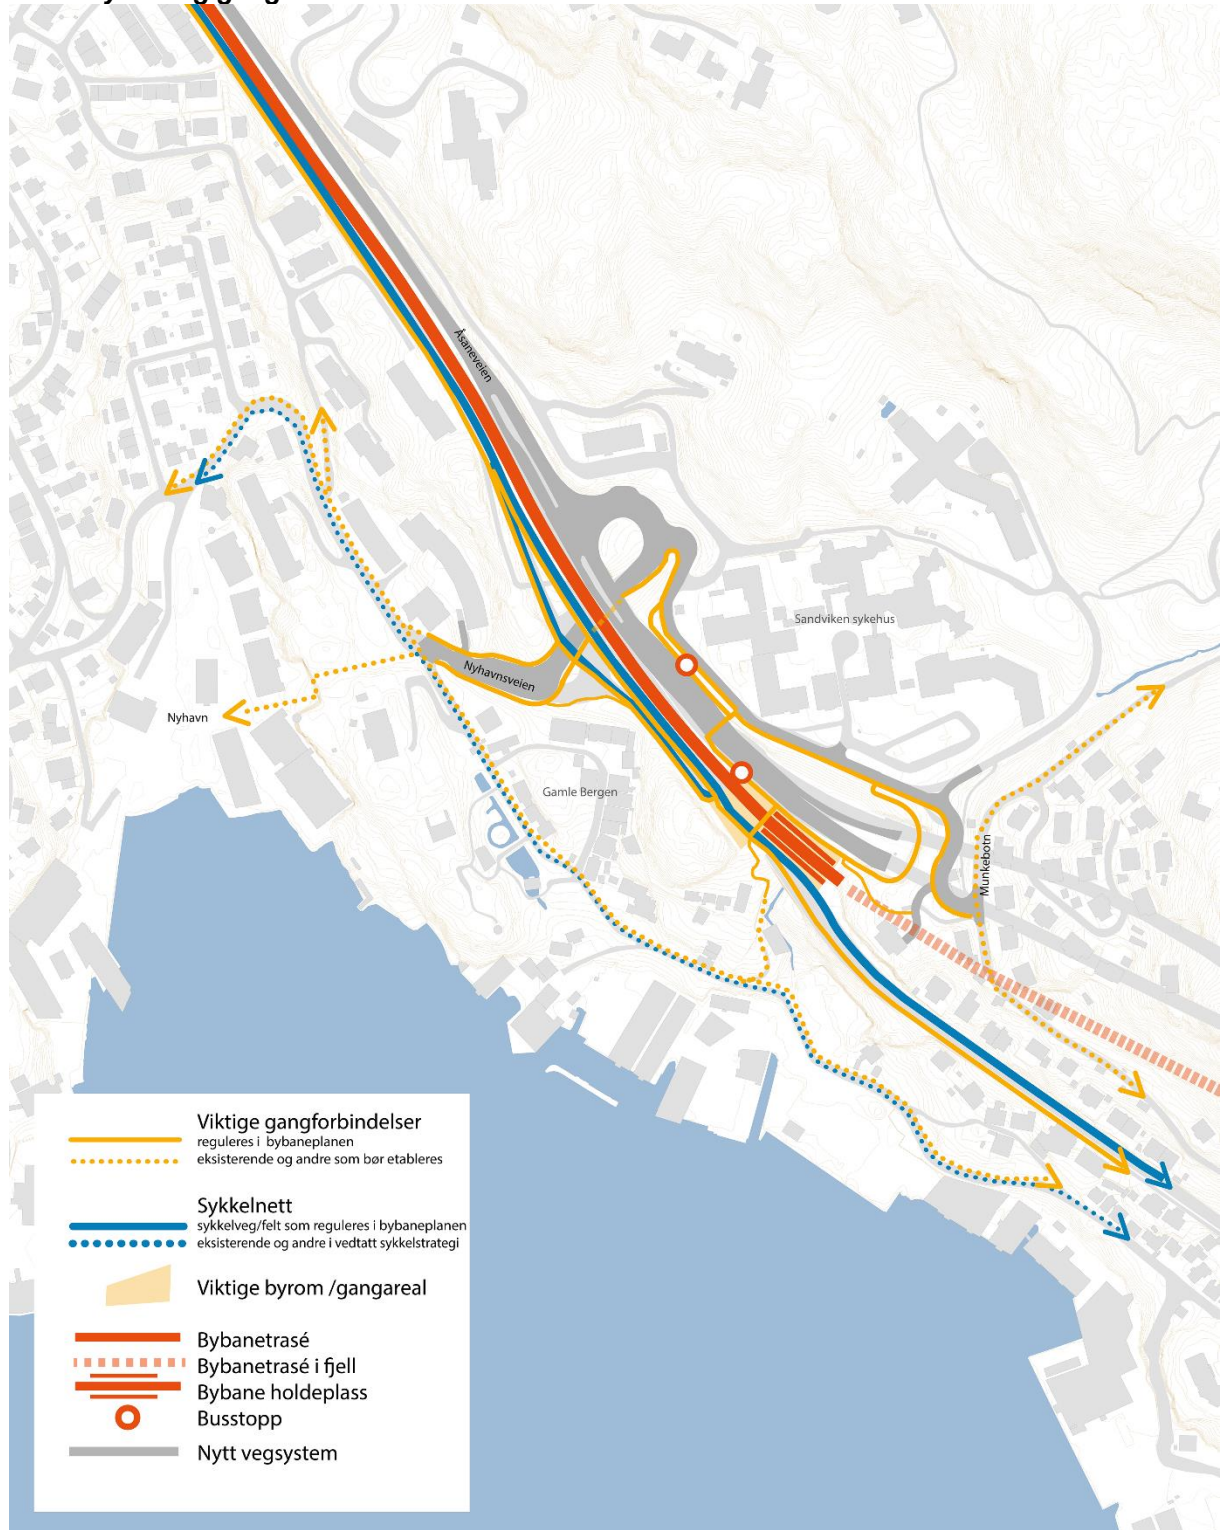 Åsaneveien
Sandviken sykehus
Nyhavnsveien
Nyhavn
Gamle Bergen
Munkebotn
Viktige gangforbindelser
reguleres i bybaneplanen
eksisterende og andre som bør etableres
Sykkelnett
sykkelveg/felt som reguleres i bybaneplanen
eksisterende og andre i vedtatt sykkelstrategi
Viktige byrom /gangareal
Bybanetrasé
Bybanetrasé i fjell
Bybane holdeplass
Busstopp
Nytt vegsystem